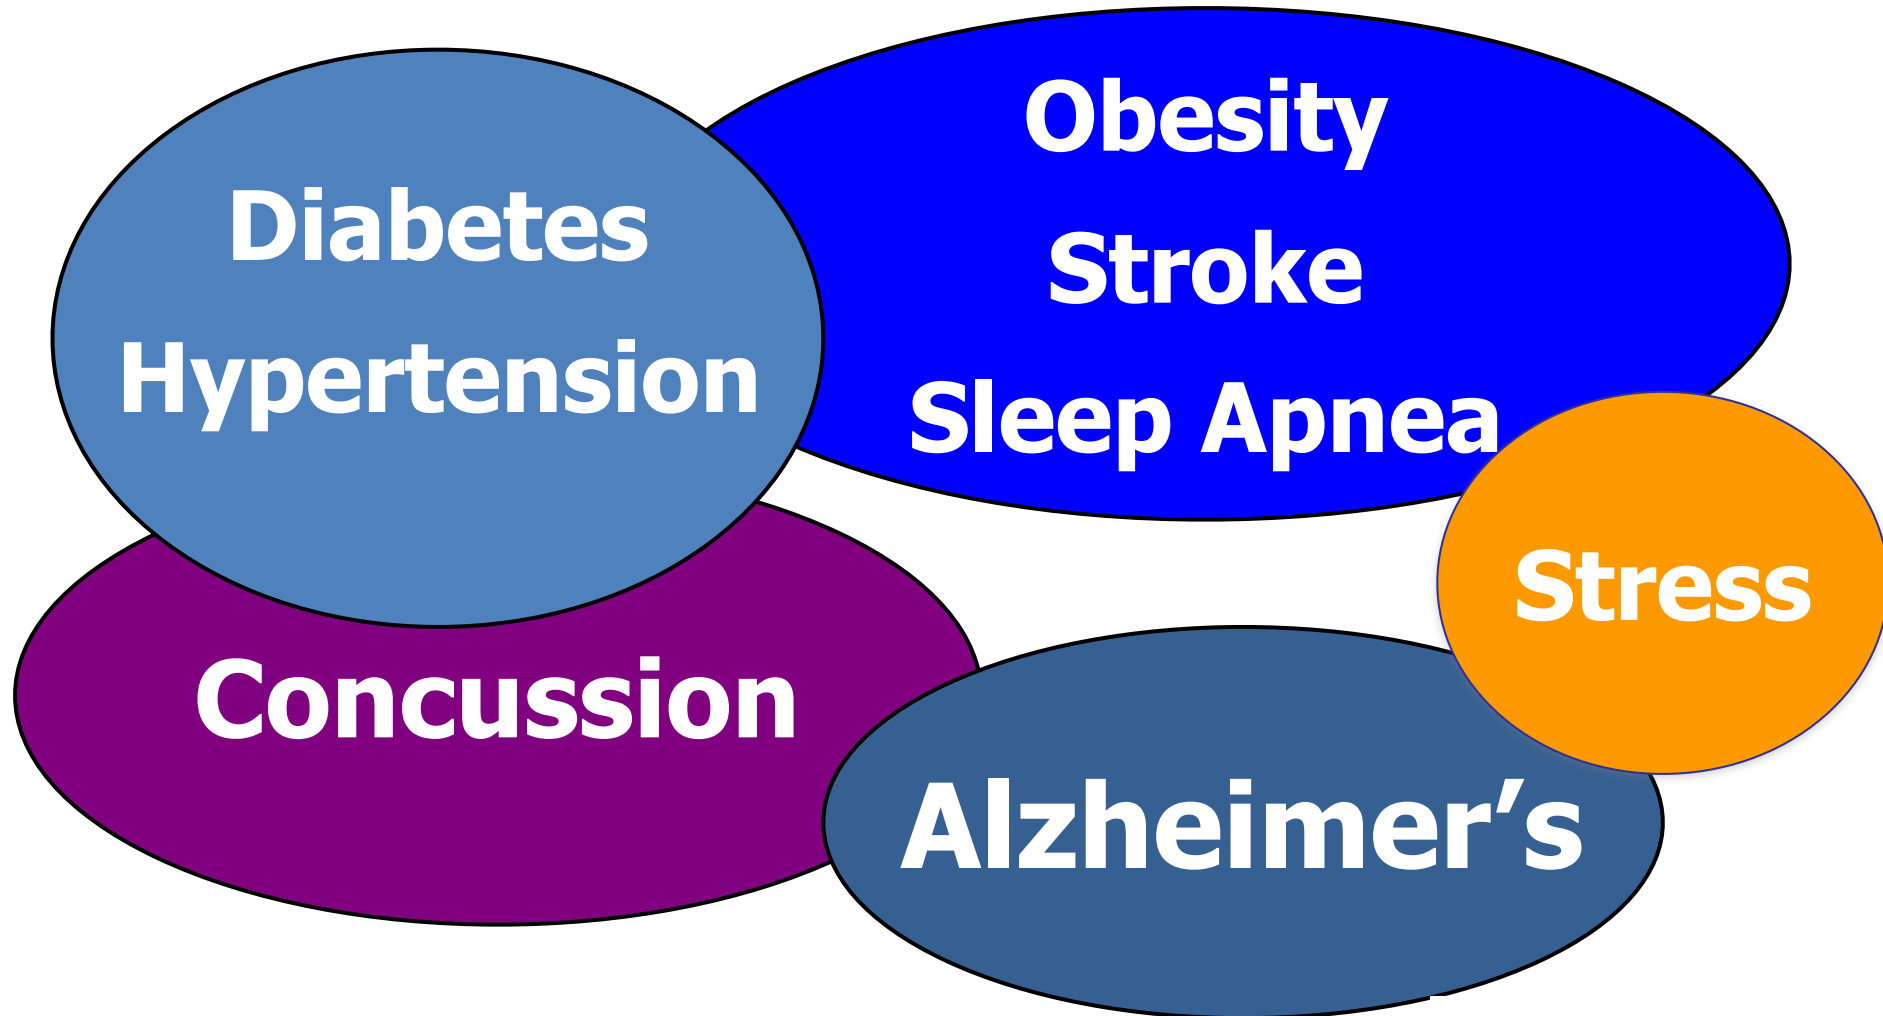 Diabetes
Hypertension
Obesity
Stroke
Sleep Apnea
Stress
Concussion
Alzheimer’s